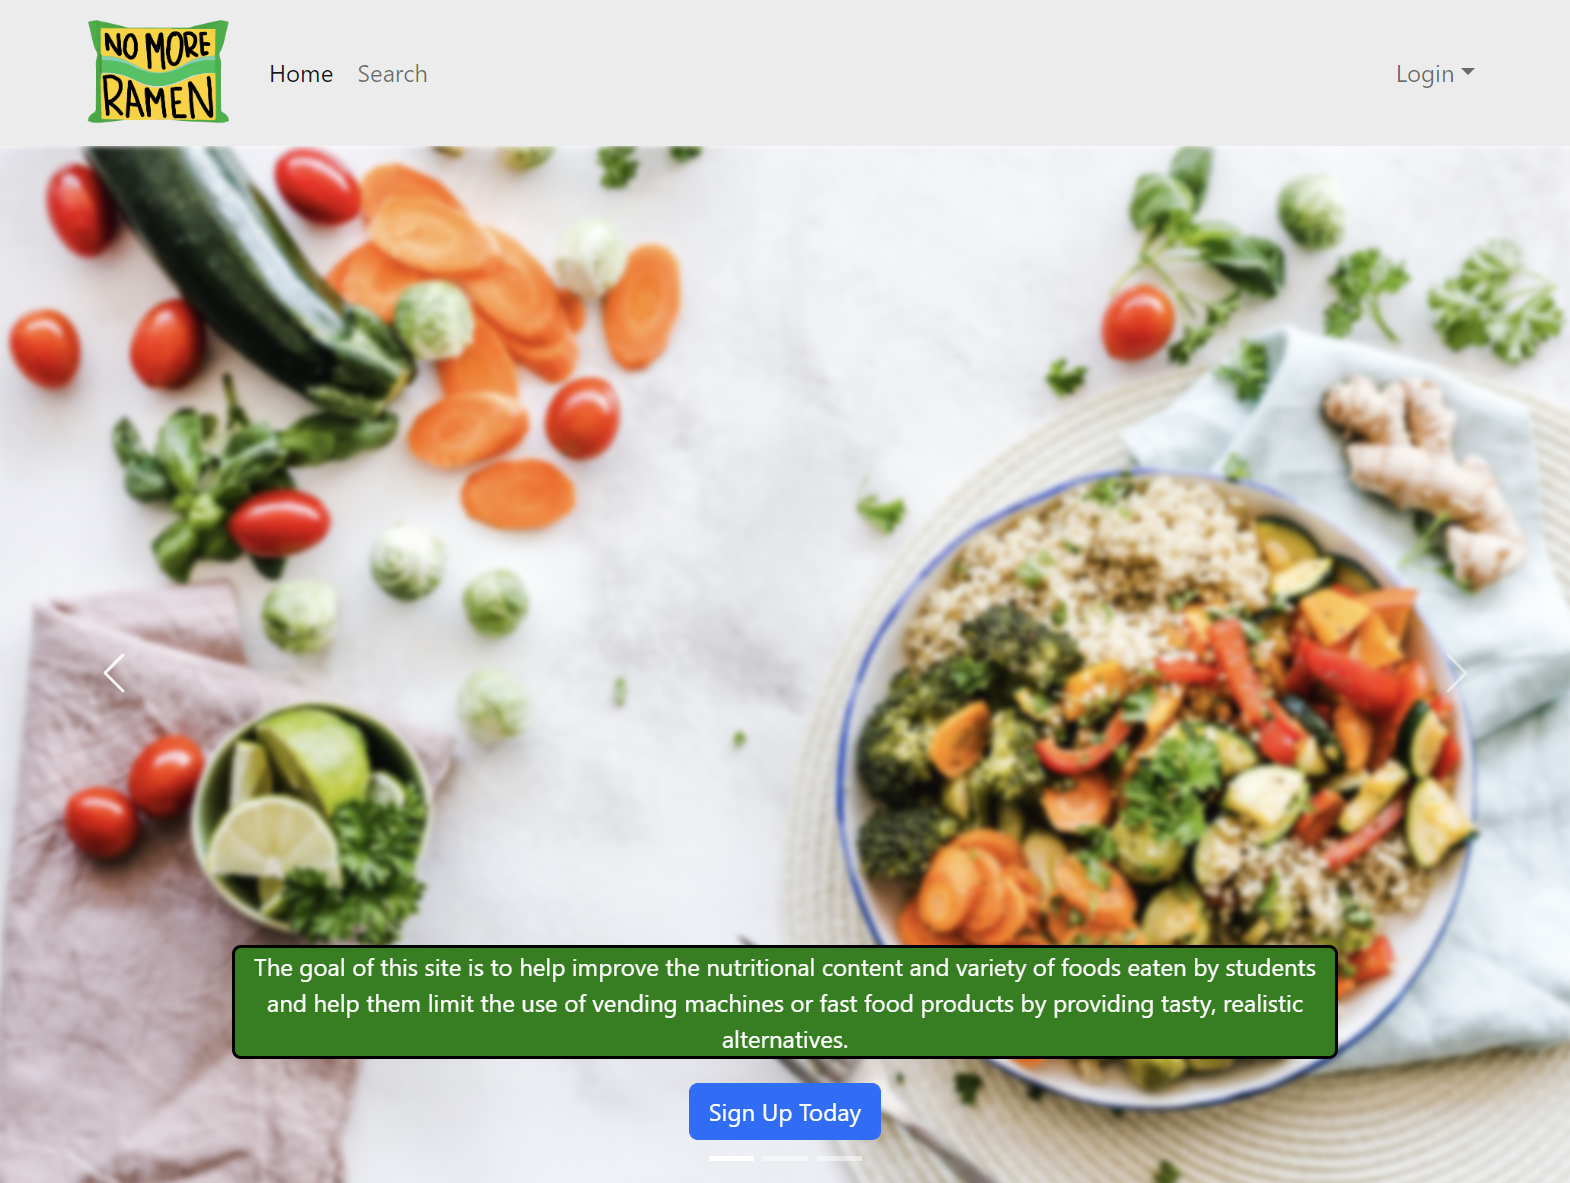 NO MORE
RAMEN
Home
Search
Login
The goal of this site is to help improve the nutritional content and variety of foods eaten by students
and help them limit the use of vending machines or fast food products by providing tasty, realistic
alternatives.
Sign Up Today